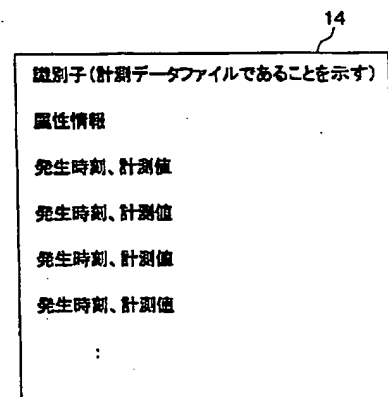 14
識別子(計測データファイルであることを示す)
属性情報
発生時刻、計測値
発生時刻、計測値
発生時刻、計測値
発生時刻、計測値
: